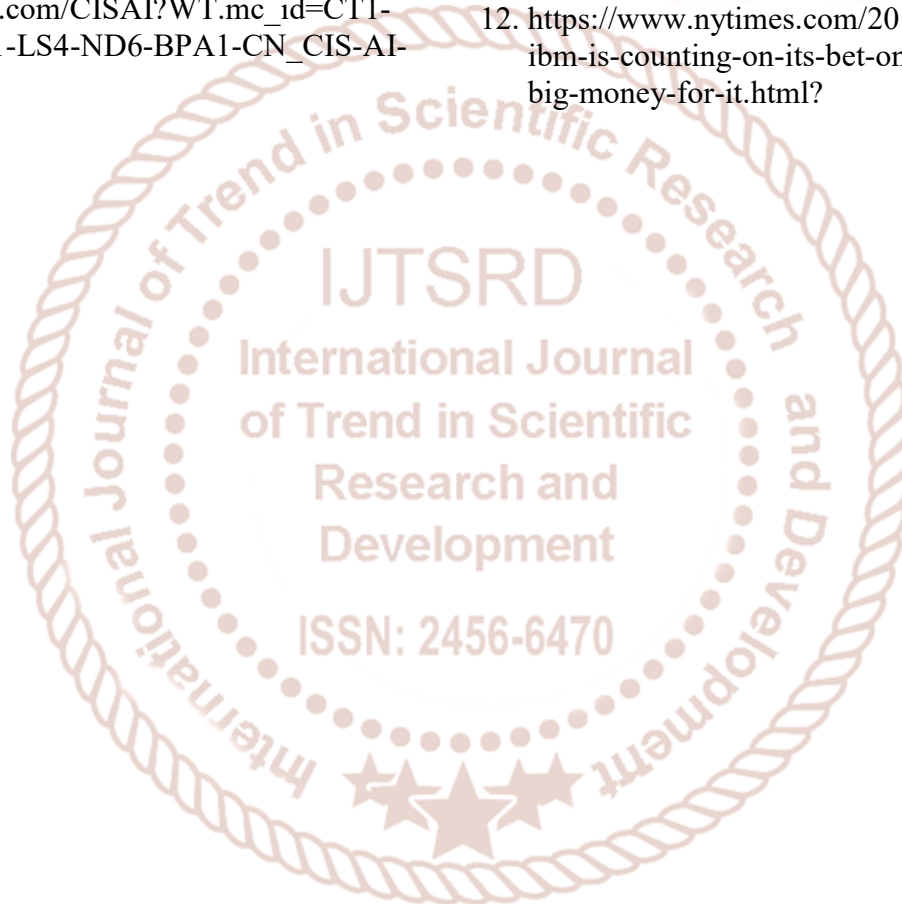 .com/CISAI?WT.mc_id=CT1-
-LS4-ND6-BPA1-CN_CIS-AI-
12. https://www.nytimes.com/20
ibm-is-counting-on-its-bet-on
big-money-for-it.html?
International Journal of Trend in Scientific Research and Development
IJTSRD
International Journal
of Trend in Scientific
Research and
Development
ISSN: 2456-6470